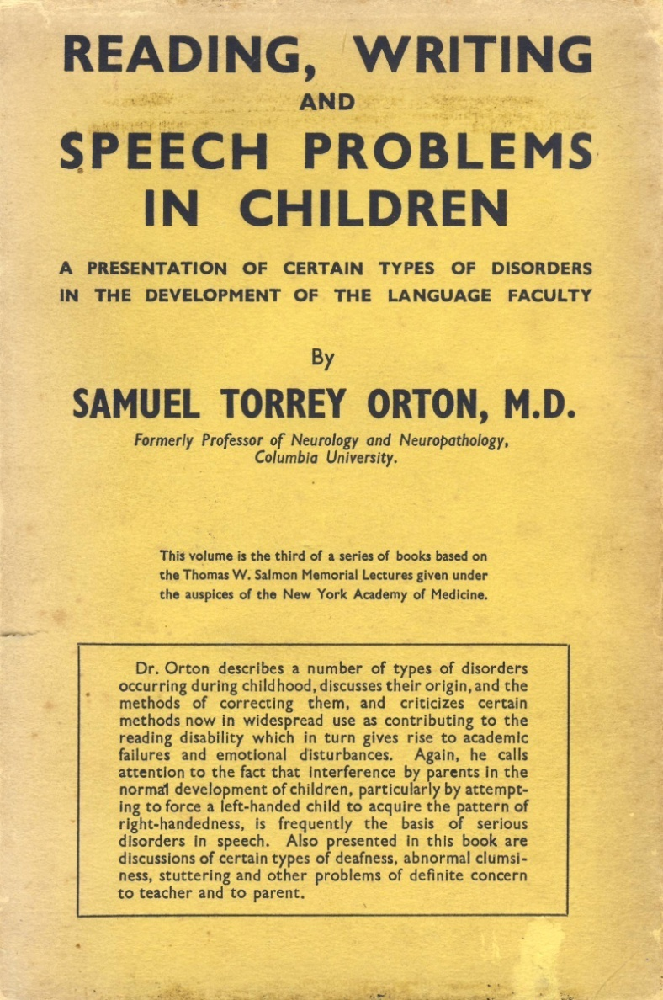 READING, WRITING
AND
SPEECH PROBLEMS
IN CHILDREN
A PRESENTATION OF CERTAIN TYPES OF DISORDERS
IN THE DEVELOPMENT OF THE LANGUAGE FACULTY
By
SAMUEL TORREY ORTON, M.D.
Formerly Professor of Neurology and Neuropathology,
Columbia University.
This volume is the third of a series of books based on
the Thomas W. Salmon Memorial Lectures given under
the auspices of the New York Academy of Medicine.
Dr. Orton describes a number of types of disorders
occurring during childhood, discusses their origin, and the
methods of correcting them, and criticizes certain
methods now in widespread use as contributing to the
reading disability which in turn gives rise to academic
failures and emotional disturbances. Again, he calls
attention to the fact that interference by parents in the
normal development of children, particularly by attempt-
ing to force a left-handed child to acquire the pattern of
right-handedness, is frequently the basis of serious
disorders in speech. Also presented in this book are
discussions of certain types of deafness, abnormal clumsi-
ness, stuttering and other problems of definite concern
to teacher and to parent.